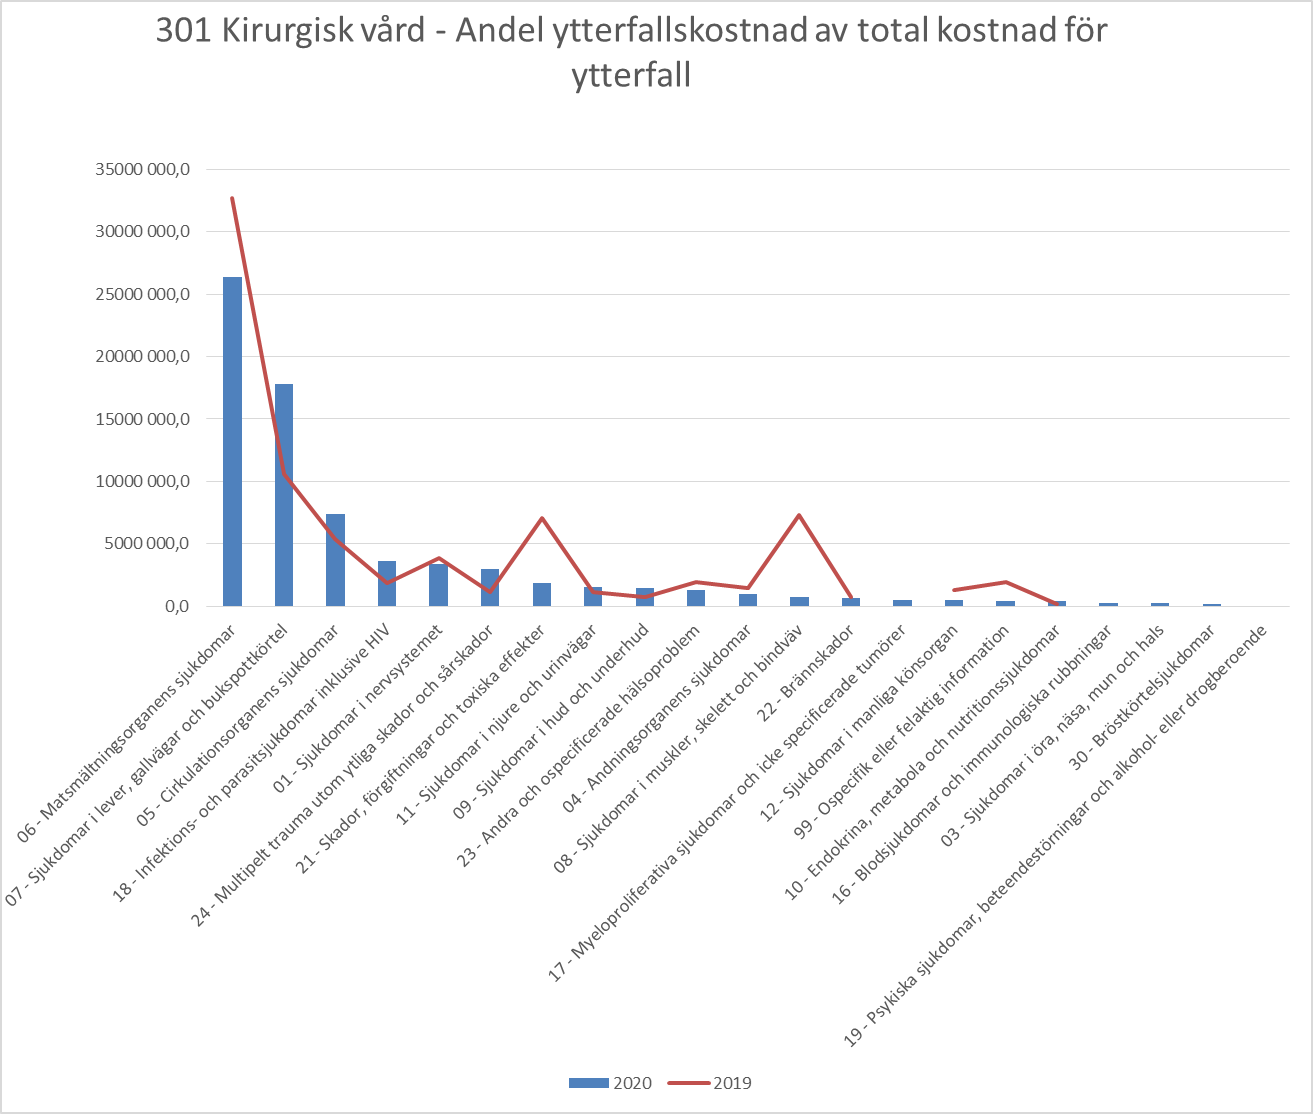 301 Kirurgisk vård - Andel ytterfallskostnad av total kostnad för
ytterfall
35000 000,0
30000 000,0
25000 000,0
20000 000,0
15000 000,0
10000 000,0
5000 000,0
0,0
06 - Matsmältningsorganens sjukdomar
07 - Sjukdomar i lever, gallvägar och bukspottkörtel
05 - Cirkulationsorganens sjukdomar
18 - Infektions- och parasitsjukdomar inklusive HIV
01 - Sjukdomar i nervsystemet
24 - Multipelt trauma utom ytliga skador och sårskador
21 - Skador, förgiftningar och toxiska effekter
11 - Sjukdomar i njure och urinvägar
09 - Sjukdomar i hud och underhud
23 - Andra och ospecificerade hälsoproblem
04 - Andningsorganens sjukdomar
08 - Sjukdomar i muskler, skelett och bindväv
22 - Brännskador
17 - Myeloproliferativa sjukdomar och icke specificerade tumörer
12 - Sjukdomar i manliga könsorgan
99 - Ospecifik eller felaktig information
10 - Endokrina, metabola och nutritionssjukdomar
16 - Blodsjukdomar och immunologiska rubbningar
03 - Sjukdomar i öra, näsa, mun och hals
30 - Bröstkörtelsjukdomar
19 - Psykiska sjukdomar, beteendestörningar och alkohol- eller drogberoende
2020
2019